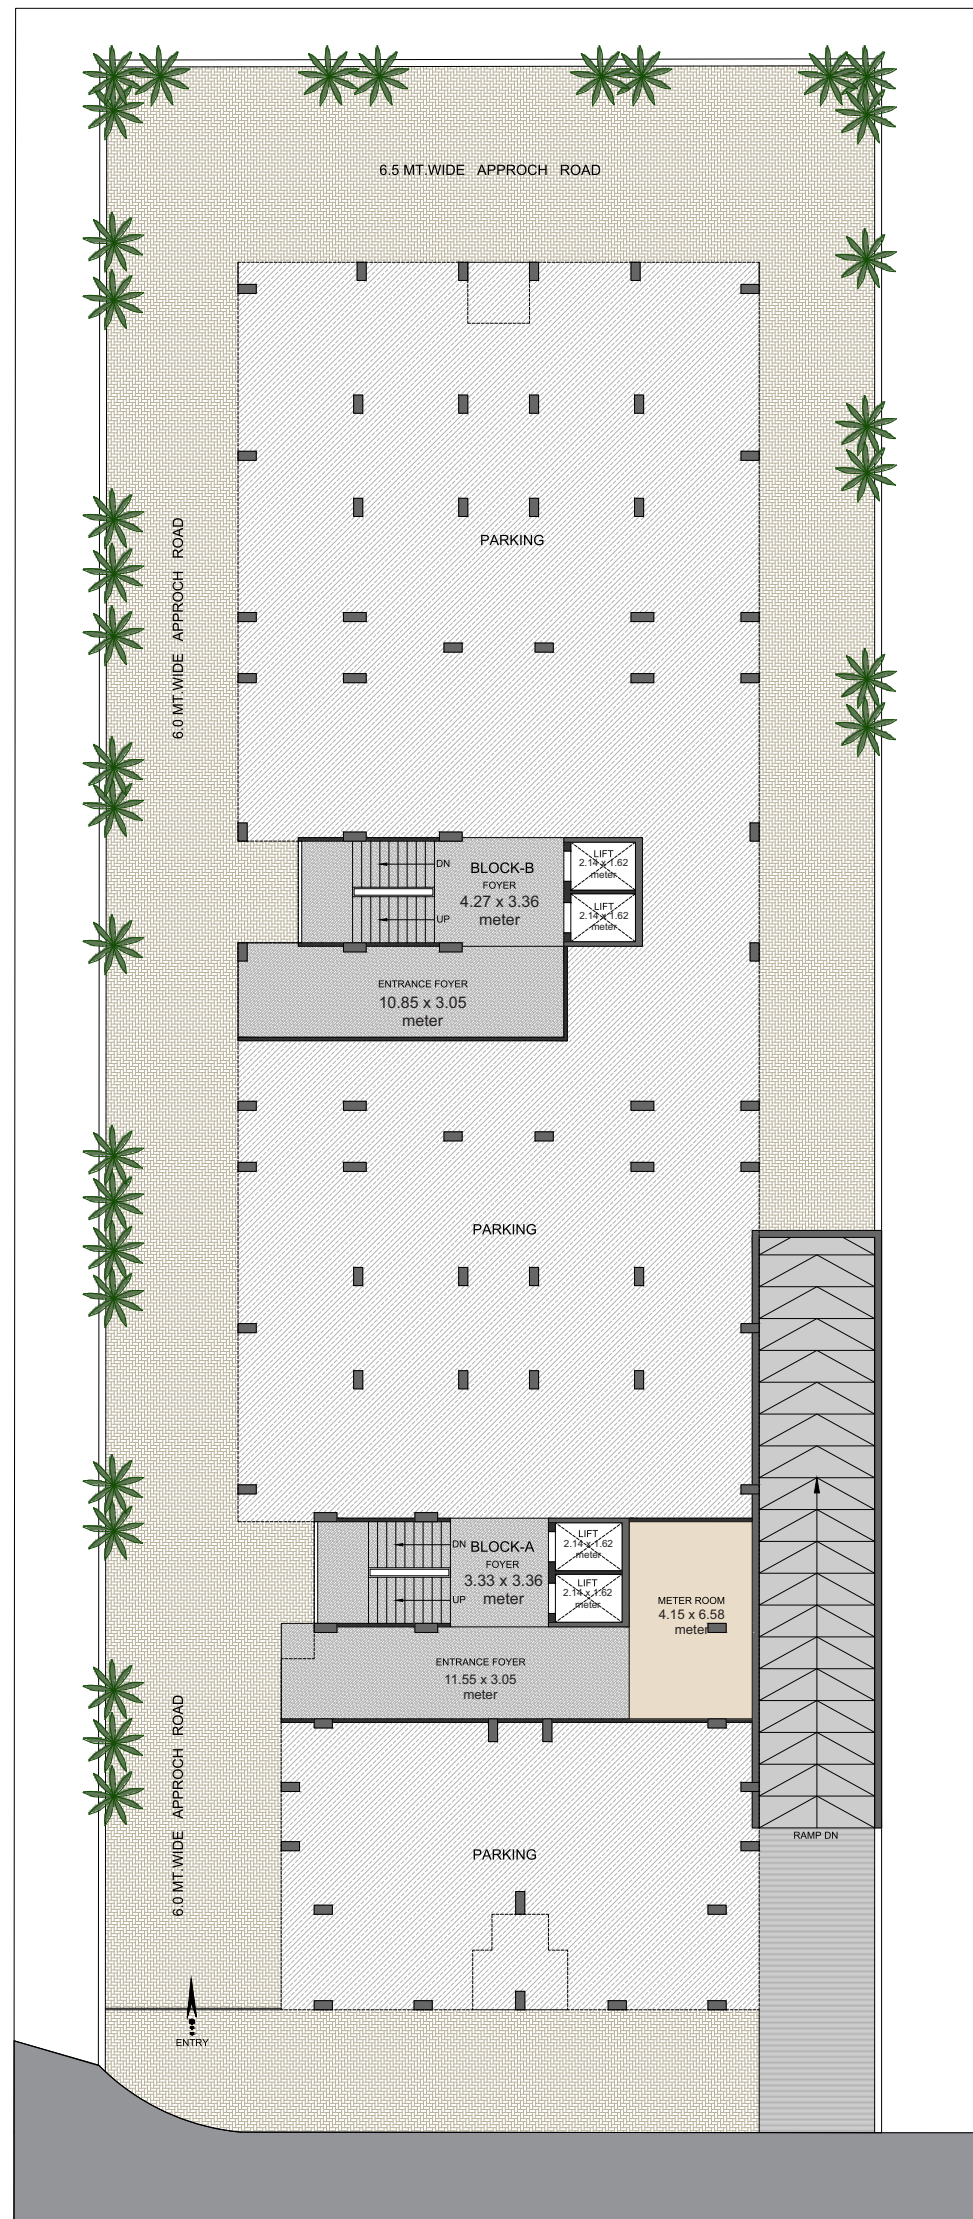 6.5 MT.WIDE APPROCH ROAD
6.0 MT.WIDE APPROCH ROAD
PARKING
DN
UP
BLOCK-B
FOYER
4.27 x 3.36
meter
LIFT
2.14 x 1.62
meter
LIFT
2.14 x 1.62
meter
ENTRANCE FOYER
10.85 x 3.05
meter
PARKING
DN
UP
BLOCK-A
FOYER
3.33 x 3.36
meter
LIFT
2.14 x 1.62
meter
LIFT
2.14 x 1.62
meter
METER ROOM
4.15 x 6.58
meter
ENTRANCE FOYER
11.55 x 3.05
meter
6.0 MT.WIDE APPROCH ROAD
PARKING
RAMP DN
ENTRY